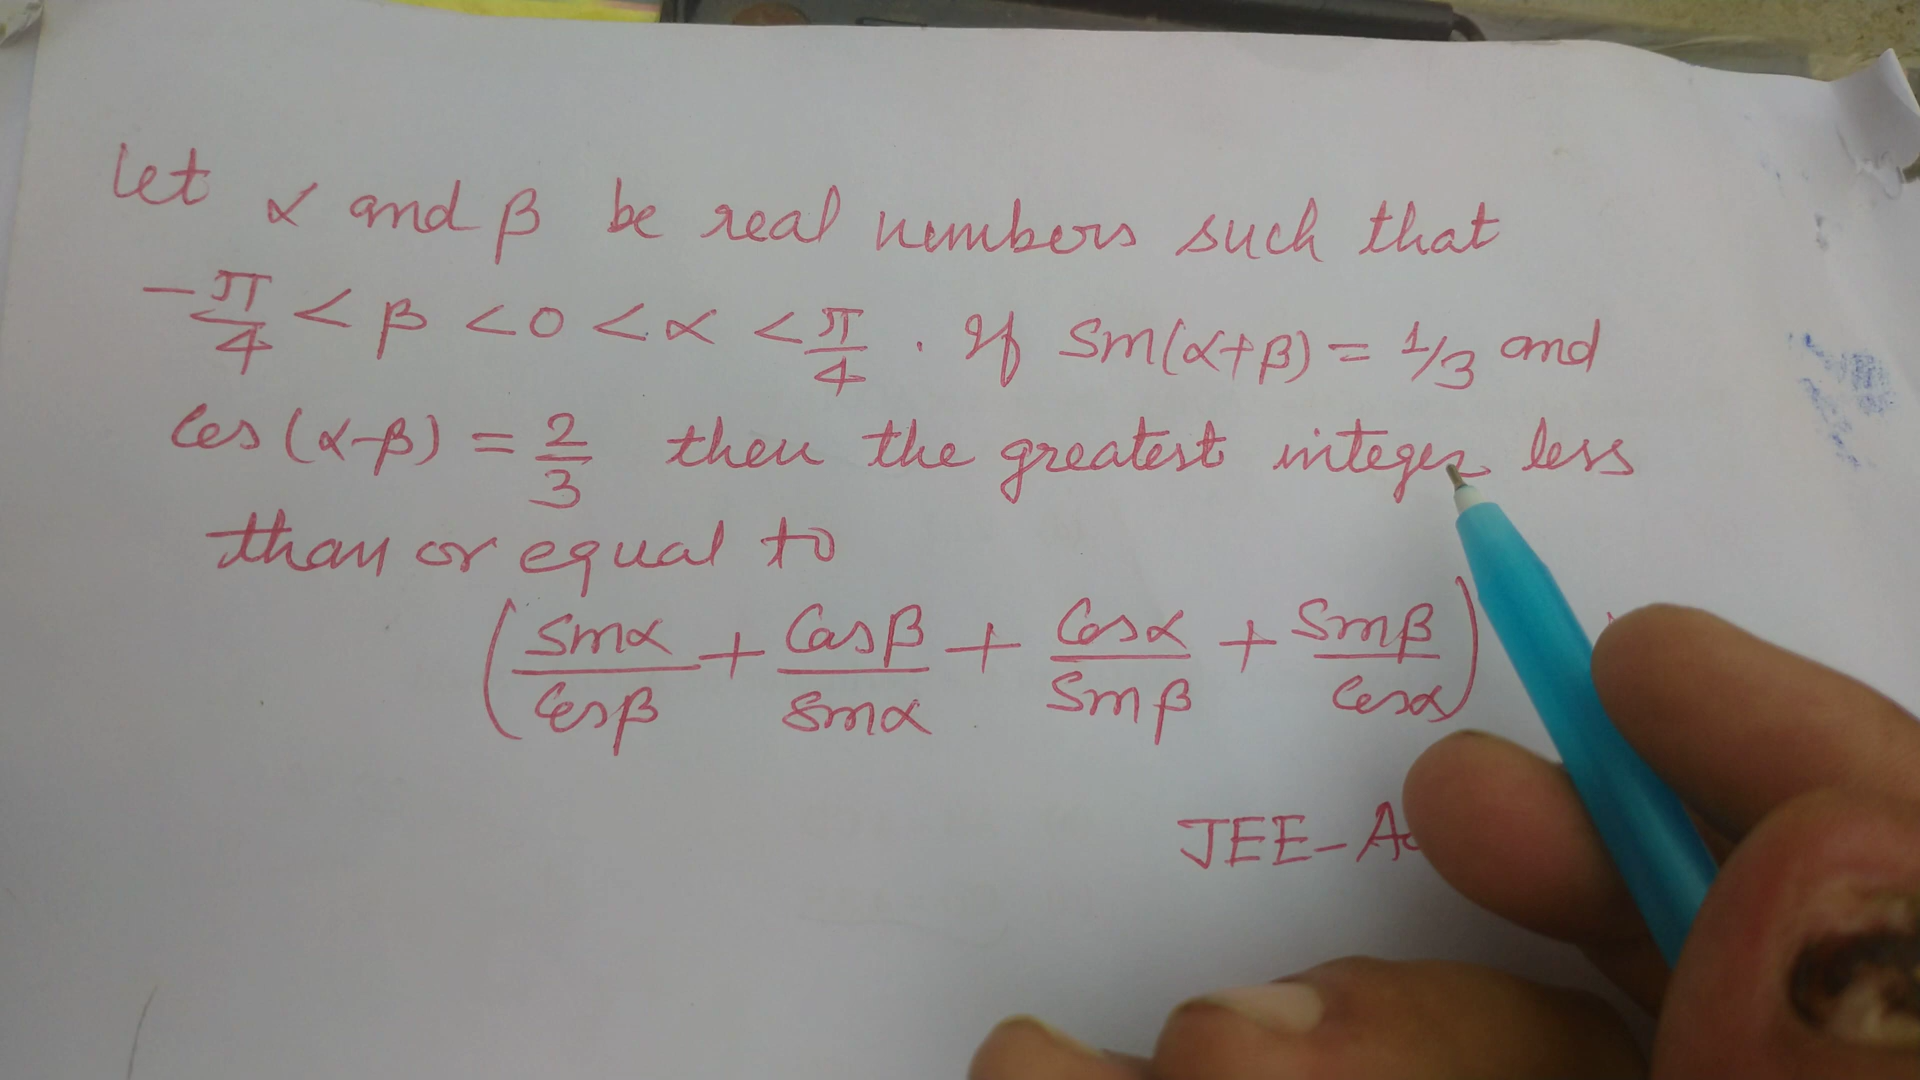 Let α and β be real numbers such that
-π/4 < β < 0 < α < π/4 . If Sin(α+β) = 1/3 and
Cos(α-β) = 2/3 then the greatest integer less
than or equal to
(Sinα/Cosβ + Cosβ/Sinα + Cosα/Sinβ + Sinβ/Cosα)
JEE-